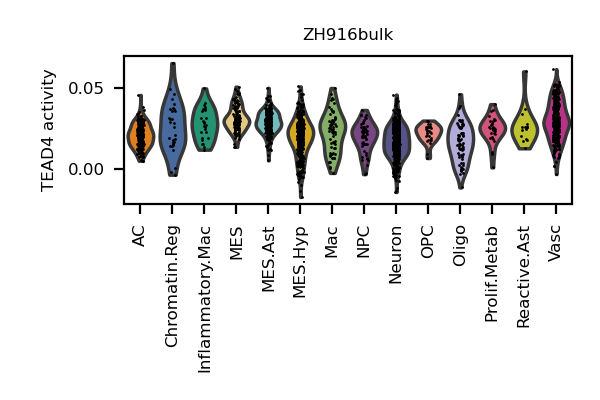 ZH916bulk
TEAD4 activity
0.05
0.00
AC
Chromatin.Reg
Inflammatory.Mac
MES
MES.Ast
MES.Hyp
Mac
NPC
Neuron
OPC
Oligo
Prolif.Metab
Reactive.Ast
Vasc